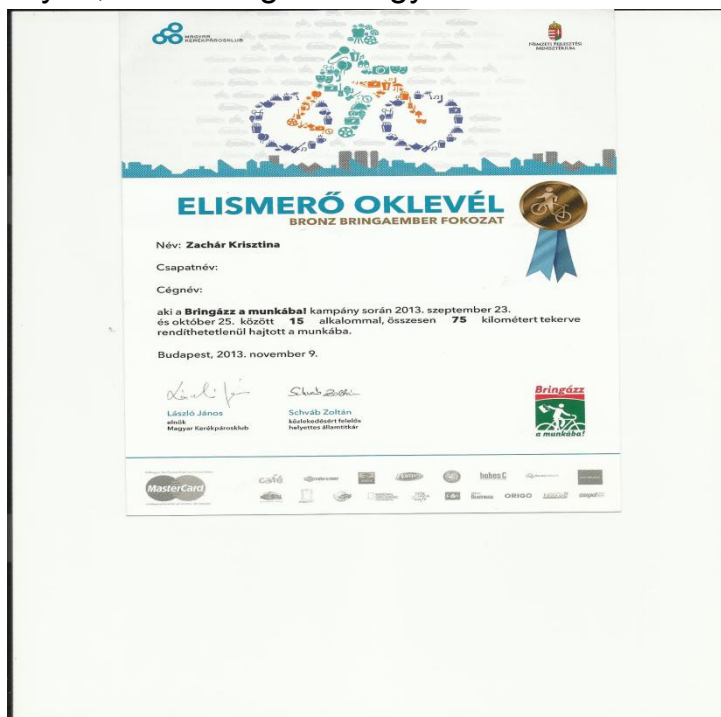 MAGYAR
KERÉKPÁROSKLUB
NEMZETI FEJLESZTÉSI
MINISZTÉRIUM
ELISMERŐ OKLEVÉL
BRONZ BRINGAEMBER FOKOZAT
Név: Zachár Krisztina
Csapatnév:
Cégnév:
aki a Bringázz a munkába! kampány során 2013. szeptember 23.
és október 25. között 15 alkalommal, összesen 75 kilométert tekerve
rendíthetetlenül hajtott a munkába.
Budapest, 2013. november 9.
László János
elnök
Magyar Kerékpárosklub
Schváb Zoltán
közlekedésért felelős
helyettes államtitkár
Bringázz
a munkába!
MasterCard
café
bohos C
ORIGO